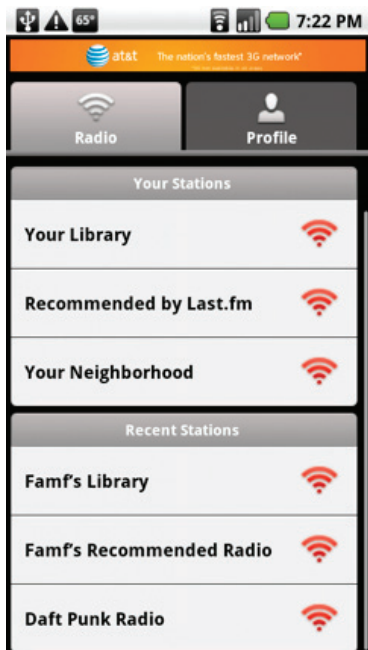 65°
7:22 PM
at&t The nation's fastest 3G network*
Radio
Profile
Your Stations
Your Library
Recommended by Last.fm
Your Neighborhood
Recent Stations
Famf's Library
Famf's Recommended Radio
Daft Punk Radio